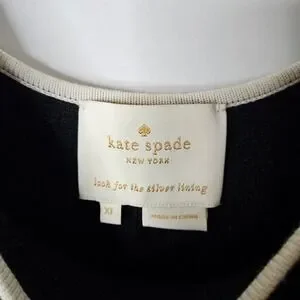 kate spade
NEW YORK
look for the silver lining
XL
MADE IN CHINA